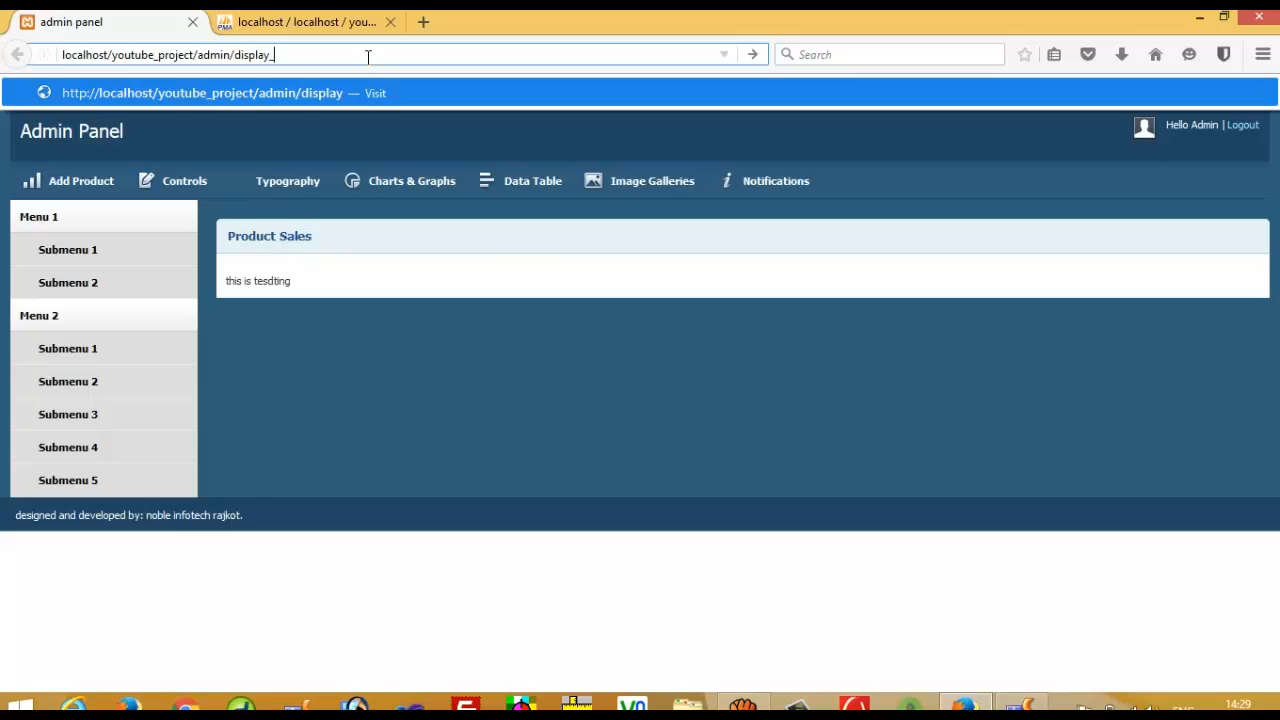 admin panel
localhost / localhost / you...
localhost/youtube_project/admin/display_
Search
http://localhost/youtube_project/admin/display — Visit
Admin Panel
Hello Admin | Logout
Add Product
Controls
Typography
Charts & Graphs
Data Table
Image Galleries
Notifications
Menu 1
Submenu 1
Submenu 2
Menu 2
Submenu 1
Submenu 2
Submenu 3
Submenu 4
Submenu 5
Product Sales
this is tesdting
designed and developed by: noble infotech rajkot.
14:29